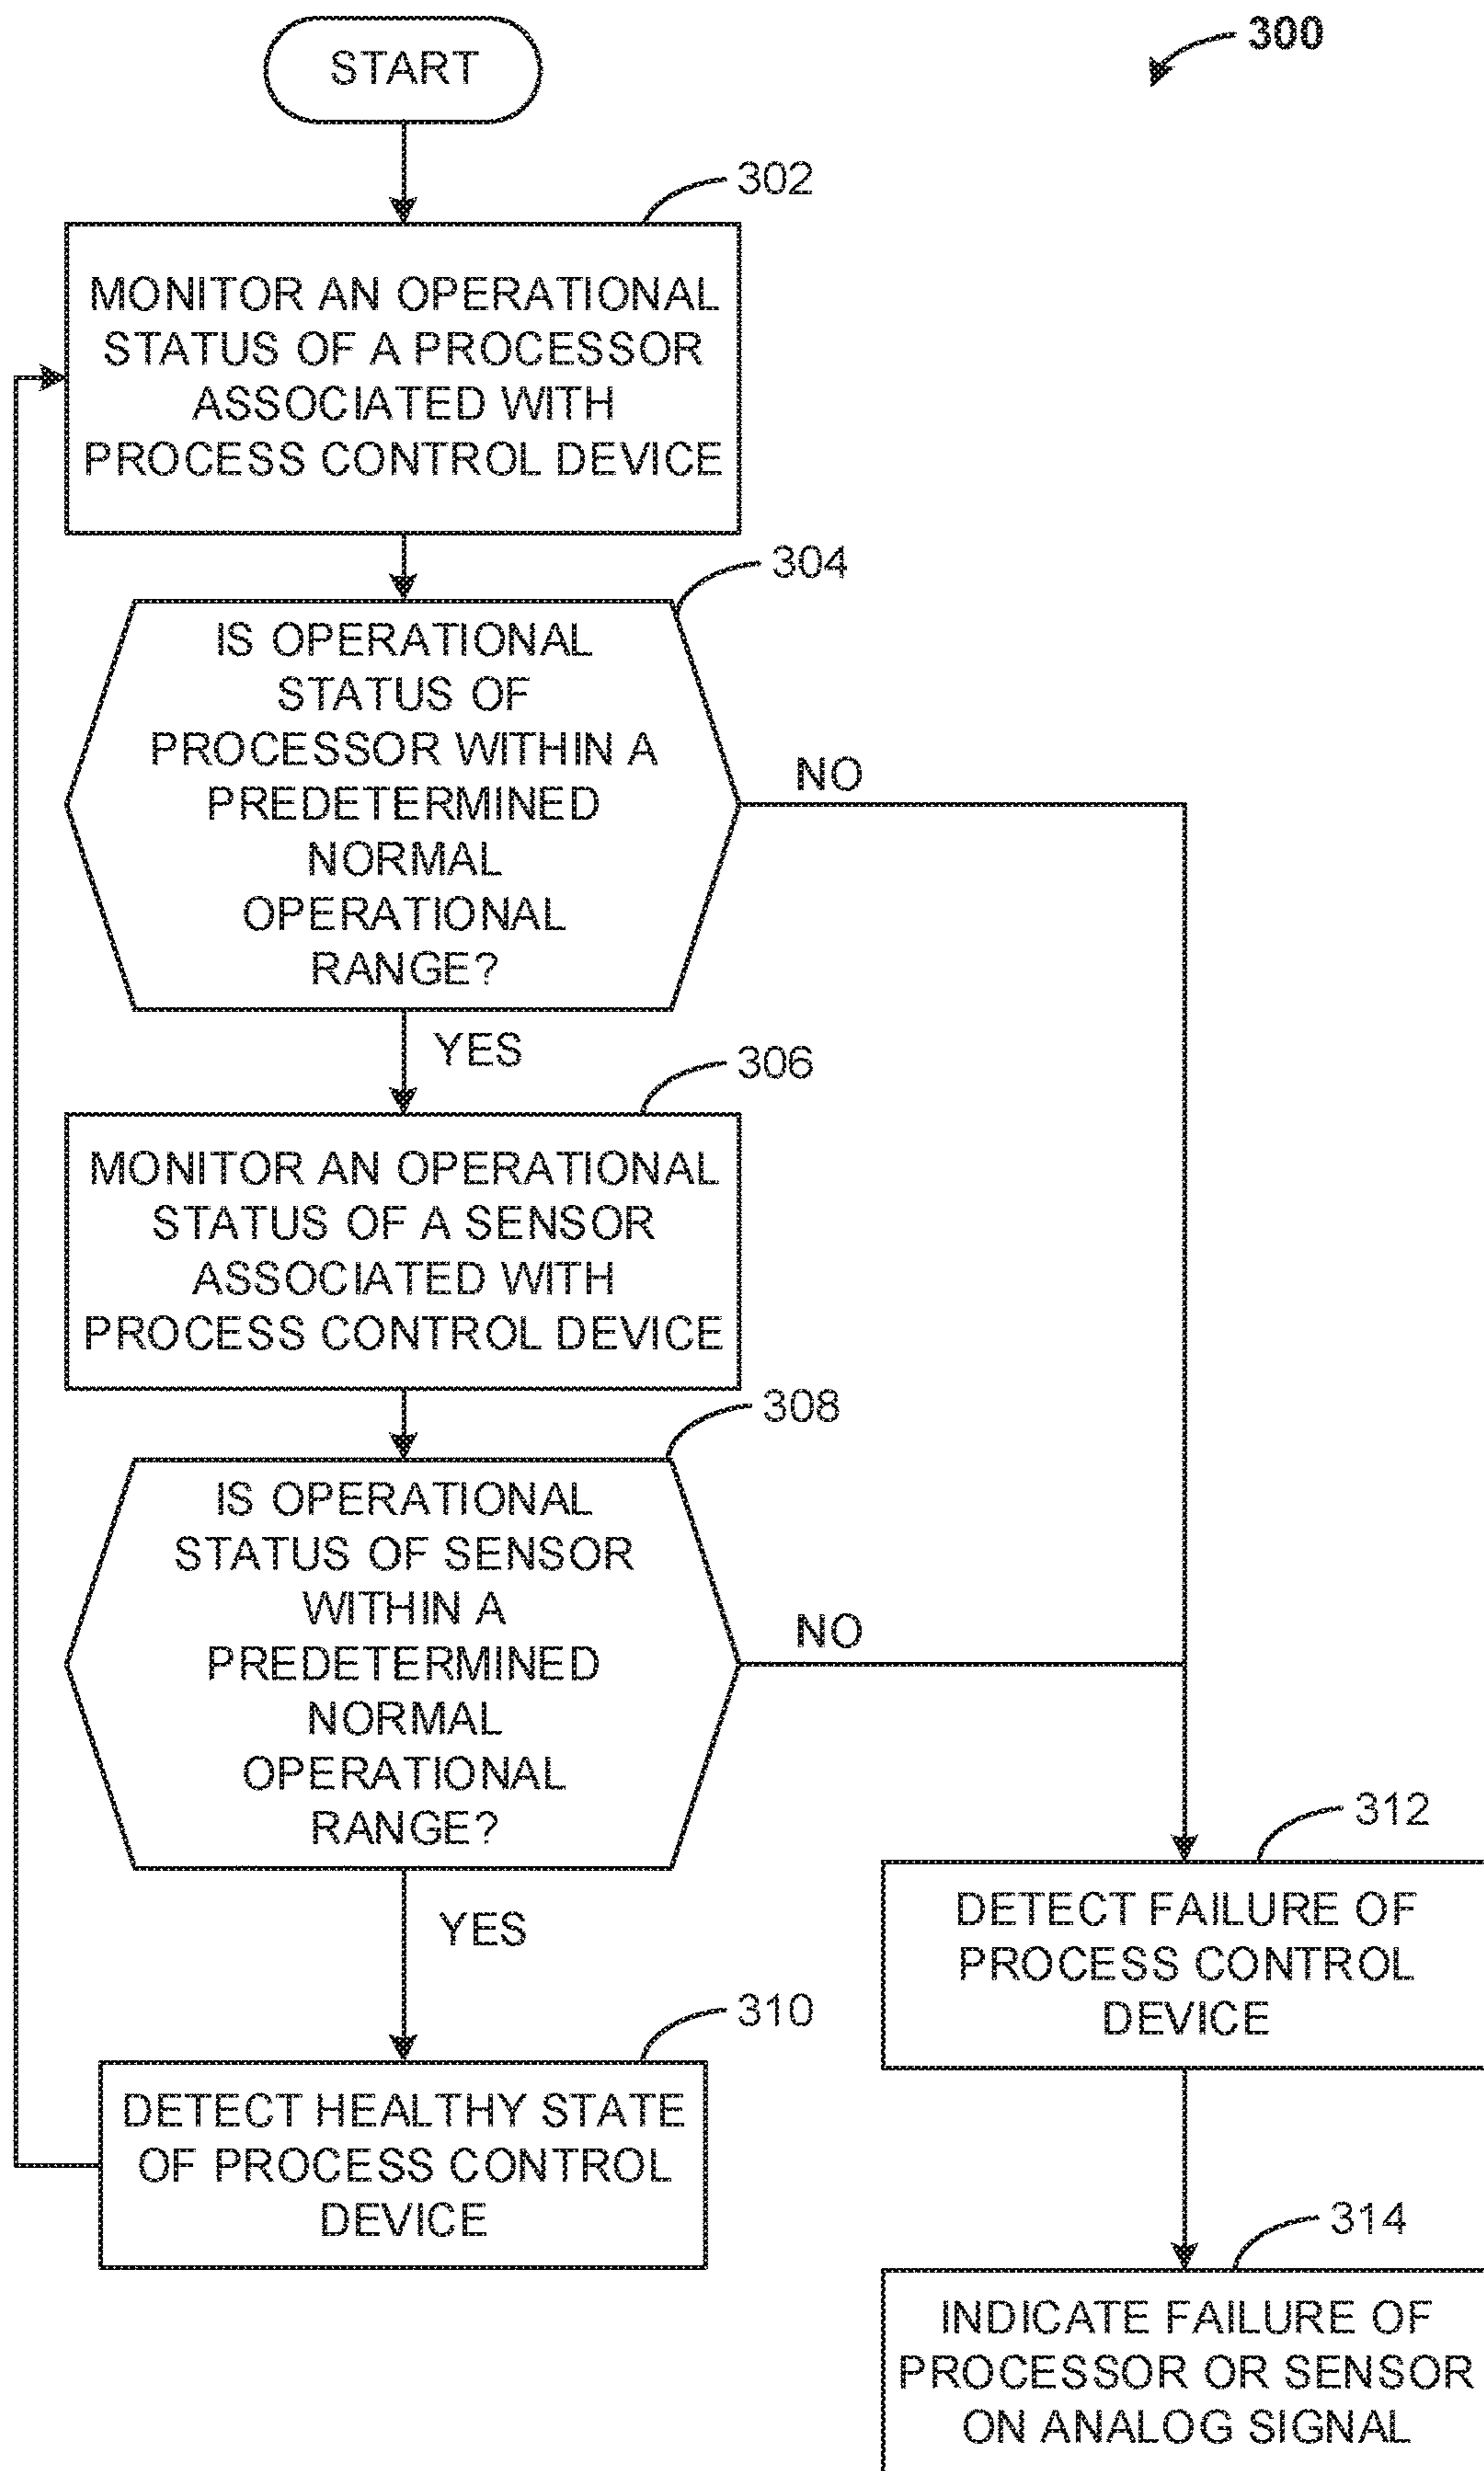 START
300
302
MONITOR AN OPERATIONAL
STATUS OF A PROCESSOR
ASSOCIATED WITH
PROCESS CONTROL DEVICE
304
IS OPERATIONAL
STATUS OF
PROCESSOR WITHIN A
PREDETERMINED
NORMAL
OPERATIONAL
RANGE?
NO
YES
306
MONITOR AN OPERATIONAL
STATUS OF A SENSOR
ASSOCIATED WITH
PROCESS CONTROL DEVICE
308
IS OPERATIONAL
STATUS OF SENSOR
WITHIN A
PREDETERMINED
NORMAL
OPERATIONAL
RANGE?
NO
YES
310
DETECT HEALTHY STATE
OF PROCESS CONTROL
DEVICE
312
DETECT FAILURE OF
PROCESS CONTROL
DEVICE
314
INDICATE FAILURE OF
PROCESSOR OR SENSOR
ON ANALOG SIGNAL